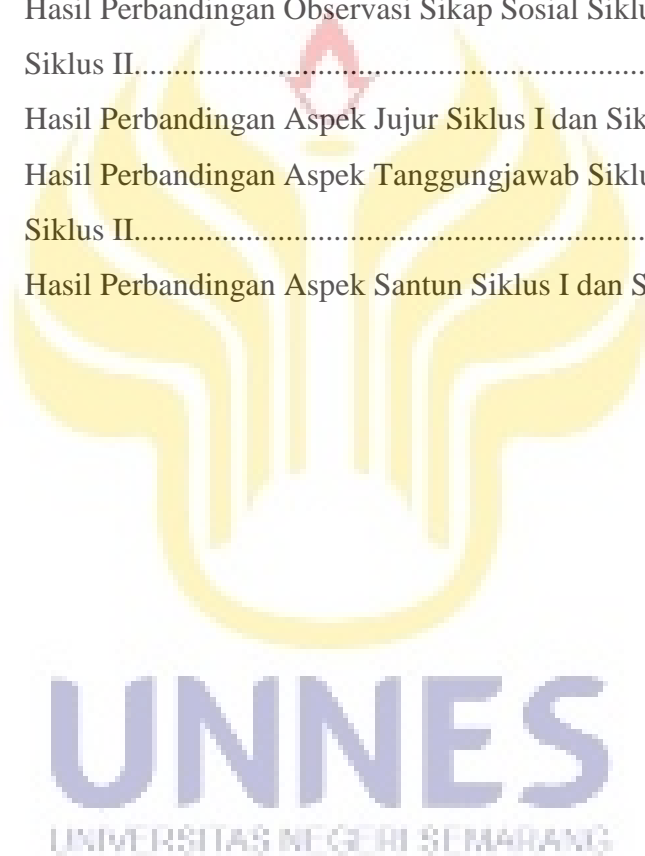 Hasil Perbandingan Observasi Sikap Sosial Siklu
Siklus II.................................................................
Hasil Perbandingan Aspek Jujur Siklus I dan Sik
Hasil Perbandingan Aspek Tanggungjawab Siklu
Siklus II.................................................................
Hasil Perbandingan Aspek Santun Siklus I dan S
UNNES
UNIVERSITAS NEGERI SEMARANG